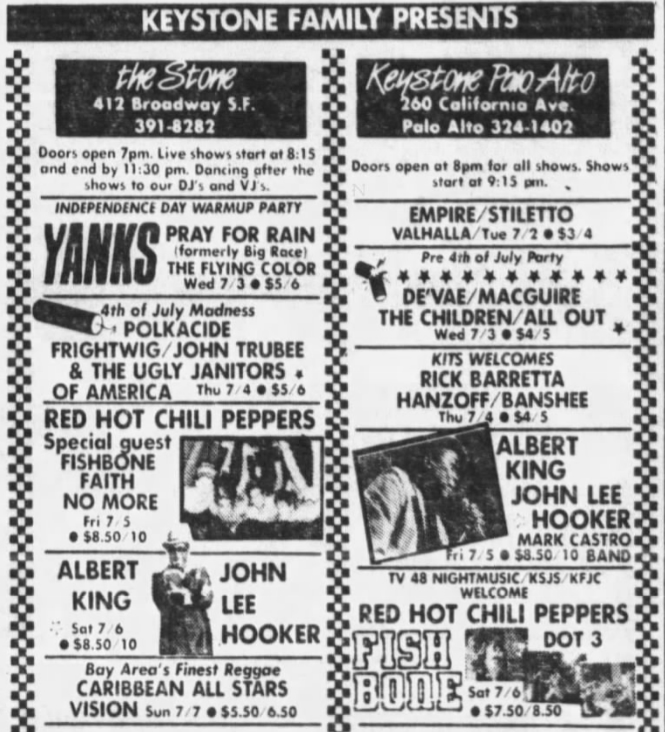 KEYSTONE FAMILY PRESENTS
the Stone
412 Broadway S.F.
391-8282
Doors open 7pm. Live shows start at 8:15
and end by 11:30 pm. Dancing after the
shows to our DJ's and VJ's.
INDEPENDENCE DAY WARMUP PARTY
YANKS
PRAY FOR RAIN
(formerly Big Race)
THE FLYING COLOR
Wed 7/3 ● $5/6
4th of July Madness
POLKACIDE
FRIGHTWIG/JOHN TRUBEE
& THE UGLY JANITORS
OF AMERICA Thu 7/4 ● $5/6
RED HOT CHILI PEPPERS
Special guest
FISHBONE
FAITH
NO MORE
Fri 7/5
● $8.50/10
ALBERT
KING
JOHN
LEE
HOOKER
Sat 7/6
● $8.50/10
Bay Area's Finest Reggae
CARIBBEAN ALL STARS
VISION Sun 7/7 ● $5.50/6.50
Keystone Palo Alto
260 California Ave.
Palo Alto 324-1402
Doors open at 8pm for all shows. Shows
start at 9:15 pm.
EMPIRE/STILETTO
VALHALLA/Tue 7/2 ● $3/4
Pre 4th of July Party
DE'VAE/MACGUIRE
THE CHILDREN/ALL OUT
Wed 7/3 ● $4/5
KITS WELCOMES
RICK BARRETTA
HANZOFF/BANSHEE
Thu 7/4 ● $4/5
ALBERT
KING
JOHN LEE
HOOKER
MARK CASTRO
Fri 7/5 ● $8.50/10 BAND
TV 48 NIGHTMUSIC/KSJS/KFJC
WELCOME
RED HOT CHILI PEPPERS
FISH
BONE
DOT 3
Sat 7/6
● $7.50/8.50